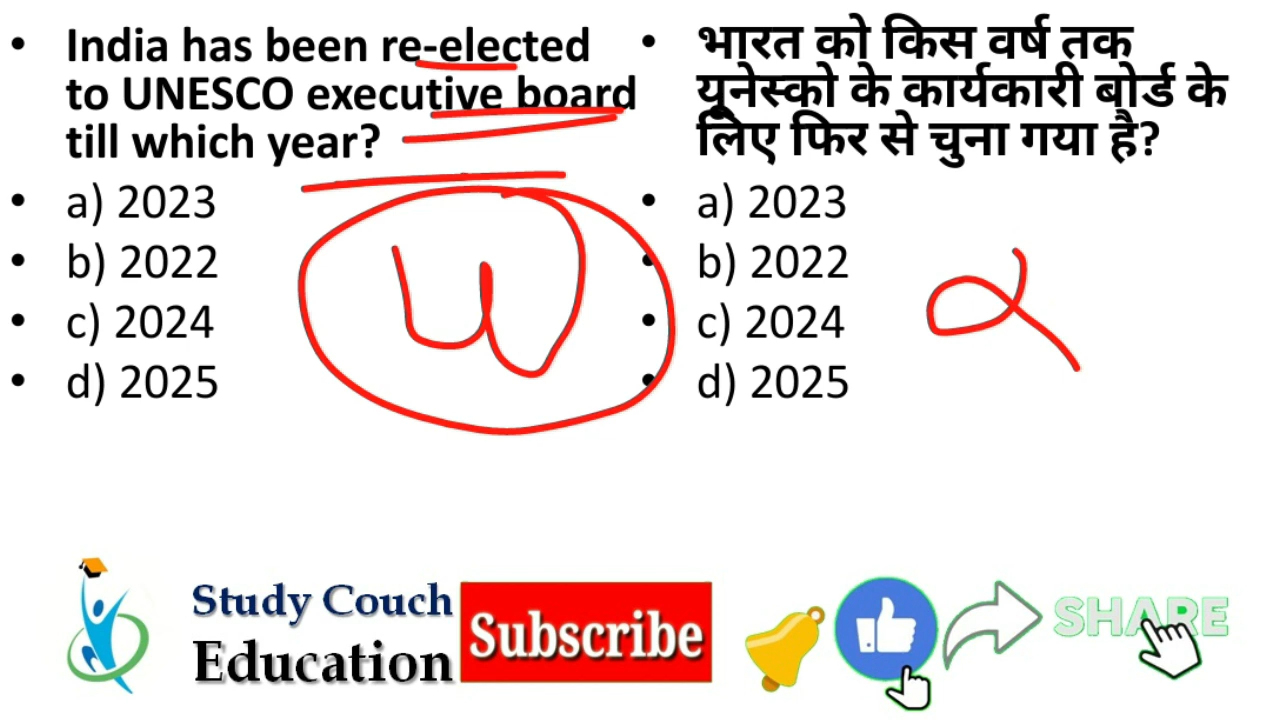 India has been re-elected
to UNESCO executive board
till which year?
a) 2023
b) 2022
c) 2024
d) 2025
भारत को किस वर्ष तक
यूनेस्को के कार्यकारी बोर्ड के
लिए फिर से चुना गया है?
a) 2023
b) 2022
c) 2024
d) 2025
Study Couch
Education
Subscribe
SHARE